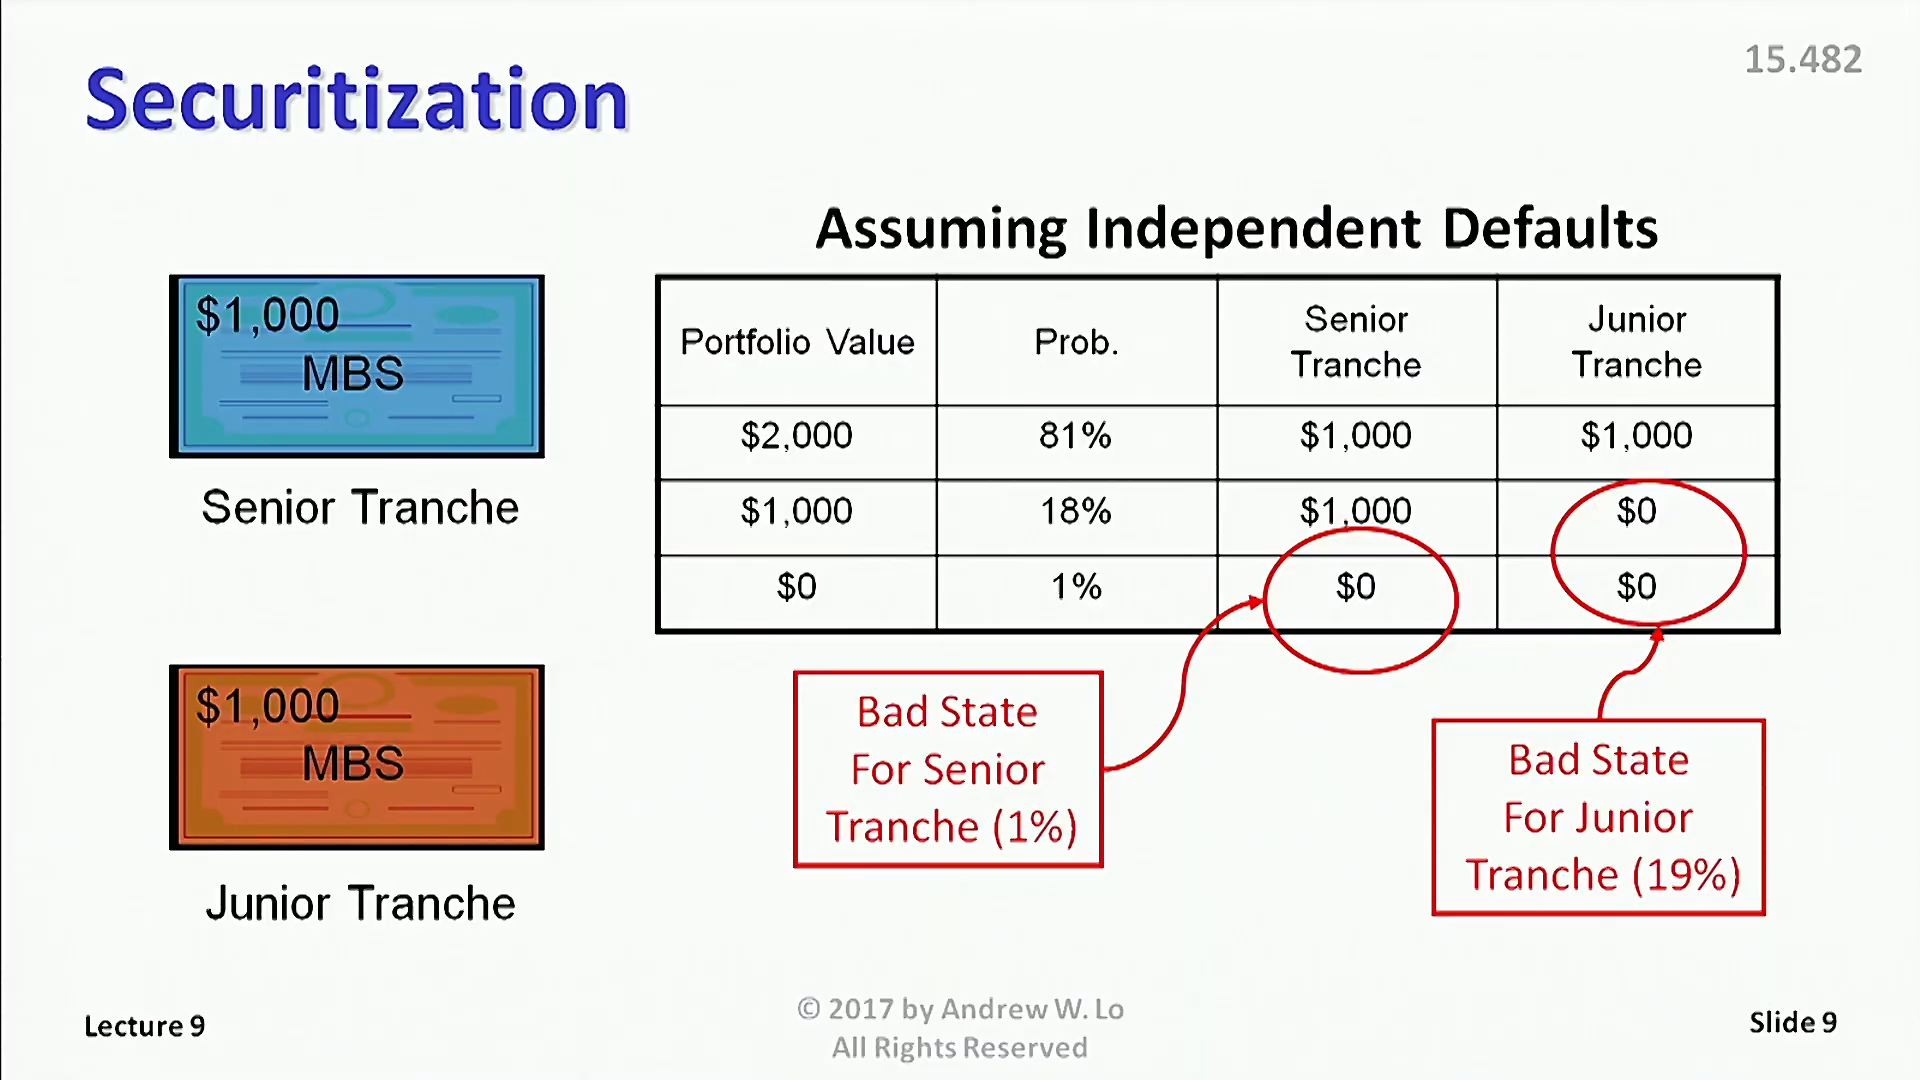 15.482
Securitization
Assuming Independent Defaults
$1,000
MBS
Senior Tranche
$1,000
MBS
Junior Tranche
Portfolio Value Prob. Senior Tranche Junior Tranche
$2,000 81% $1,000 $1,000
$1,000 18% $1,000 $0
$0 1% $0 $0
Bad State
For Senior
Tranche (1%)
Bad State
For Junior
Tranche (19%)
Lecture 9
© 2017 by Andrew W. Lo
All Rights Reserved
Slide 9